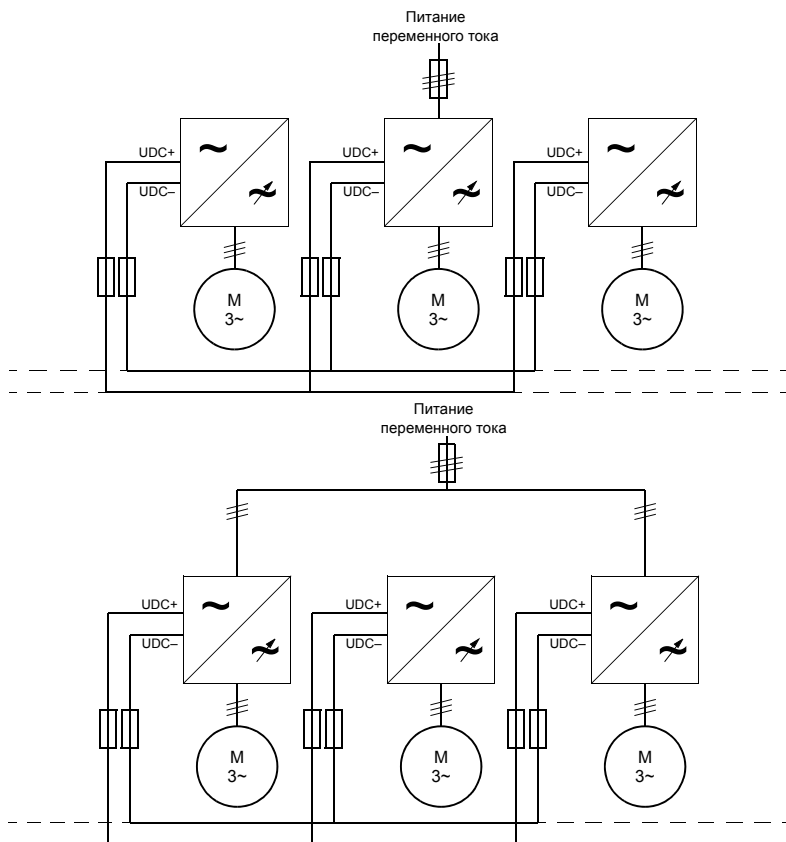 Питание
переменного тока
UDC+ UDC+ UDC+
UDC– UDC– UDC–
M M M
3~ 3~ 3~
Питание
переменного тока
UDC+ UDC+ UDC+
UDC– UDC– UDC–
M M M
3~ 3~ 3~